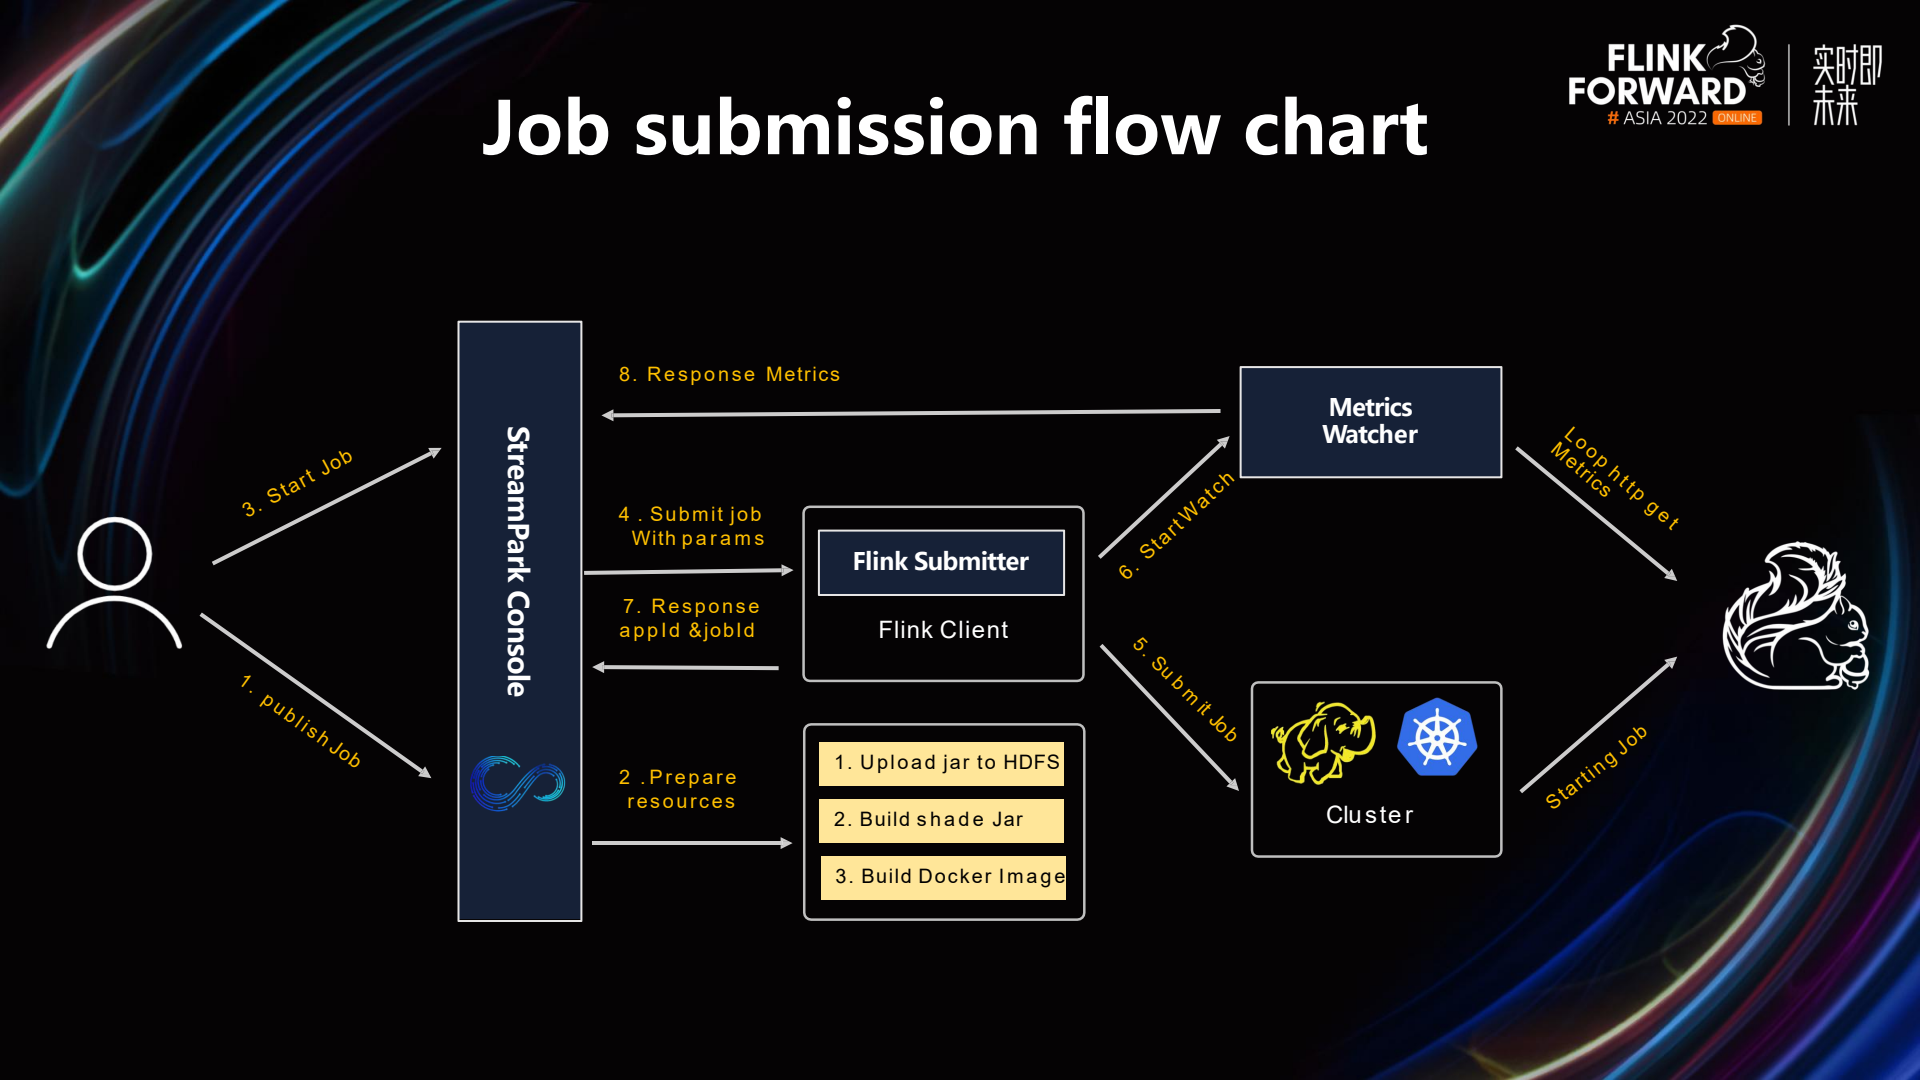 FLINK
FORWARD
# ASIA 2022 ONLINE
实时即
未来
Job submission flow chart
8. Response Metrics
Metrics
Watcher
Loop http get
Metrics
3. Start Job
StreamPark Console
4 . Submit job
With params
6. Start Watch
Flink Submitter
Flink Client
7. Response
appId &jobId
5. Submit Job
1. publish Job
2 .Prepare
resources
1. Upload jar to HDFS
2. Build shade Jar
3. Build Docker Image
Cluster
Starting Job